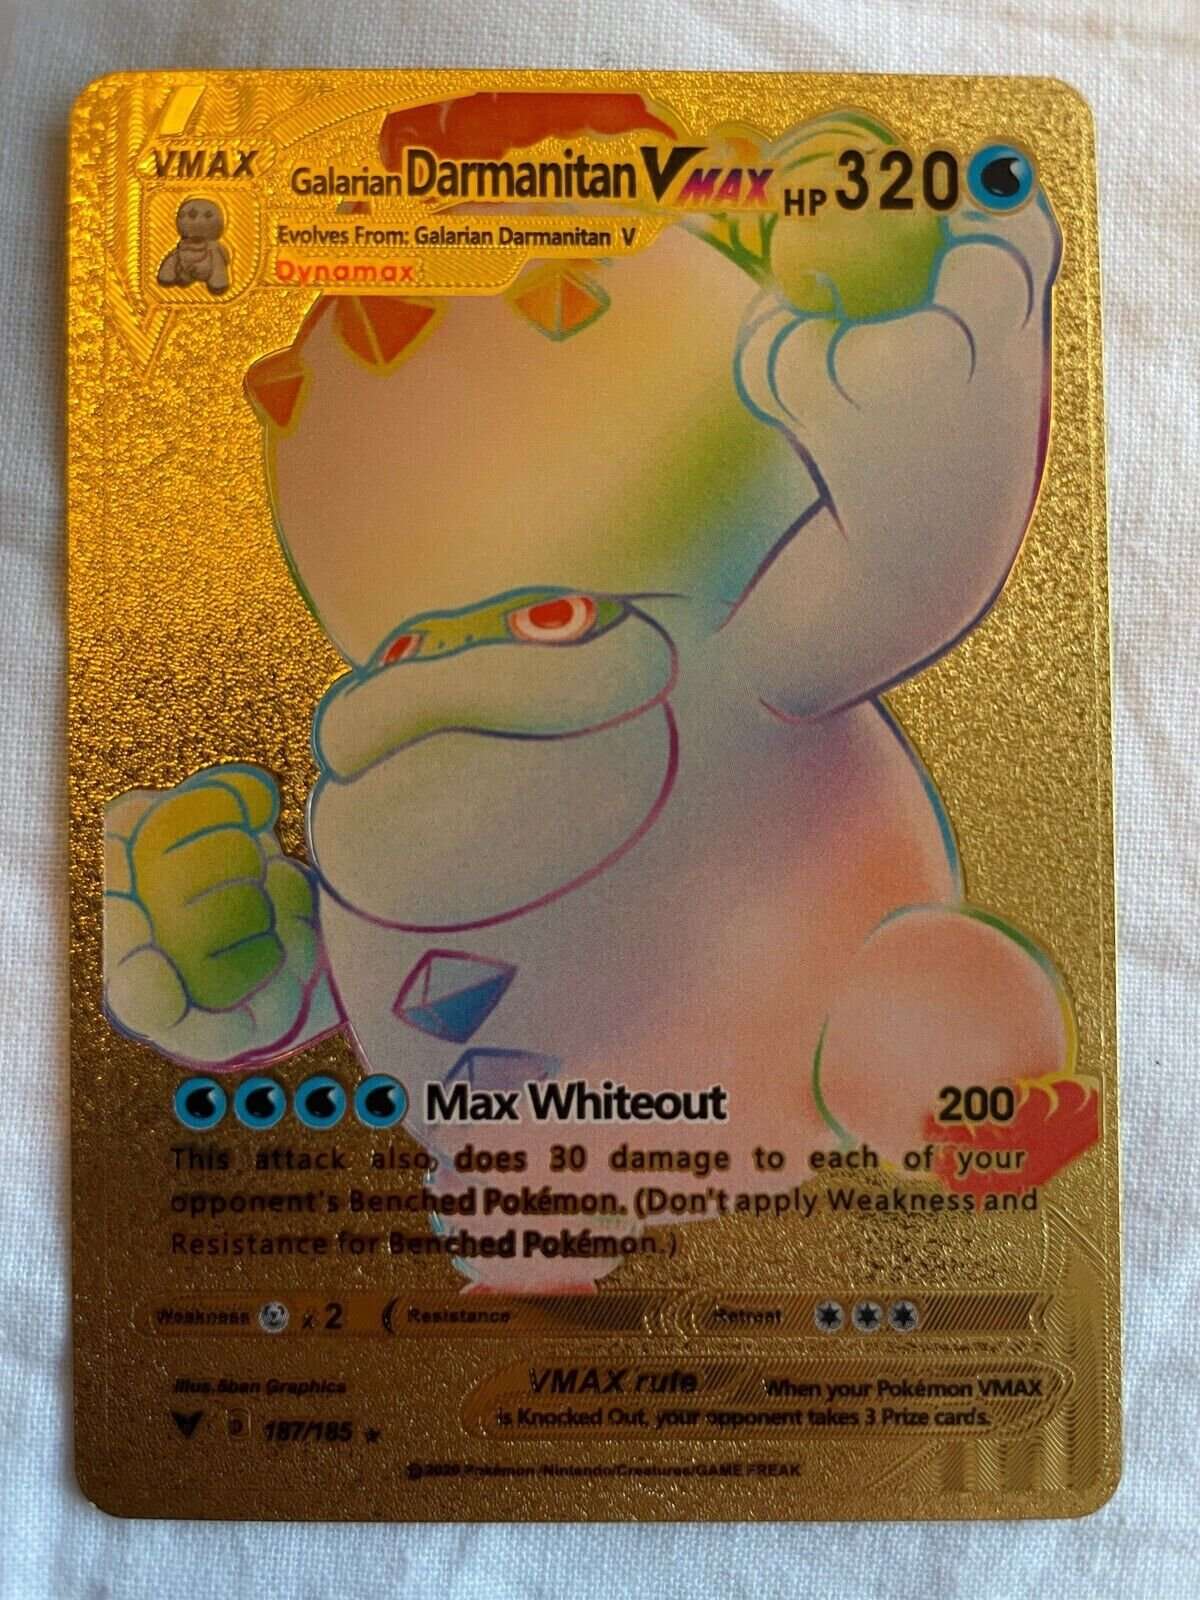 VMAX
Galarian Darmanitan VMAX HP 320
Evolves From: Galarian Darmanitan V
Dynamax
Max Whiteout 200
This attack also does 30 damage to each of your
opponent's Benched Pokémon. (Don't apply Weakness and
Resistance for Benched Pokémon.)
Weakness x 2 Resistance Retreat
Illus. 5ban Graphics
VMAX rule When your Pokémon VMAX
is Knocked Out, your opponent takes 3 Prize cards.
D 187/185
©2020 Pokémon/Nintendo/Creatures/GAME FREAK